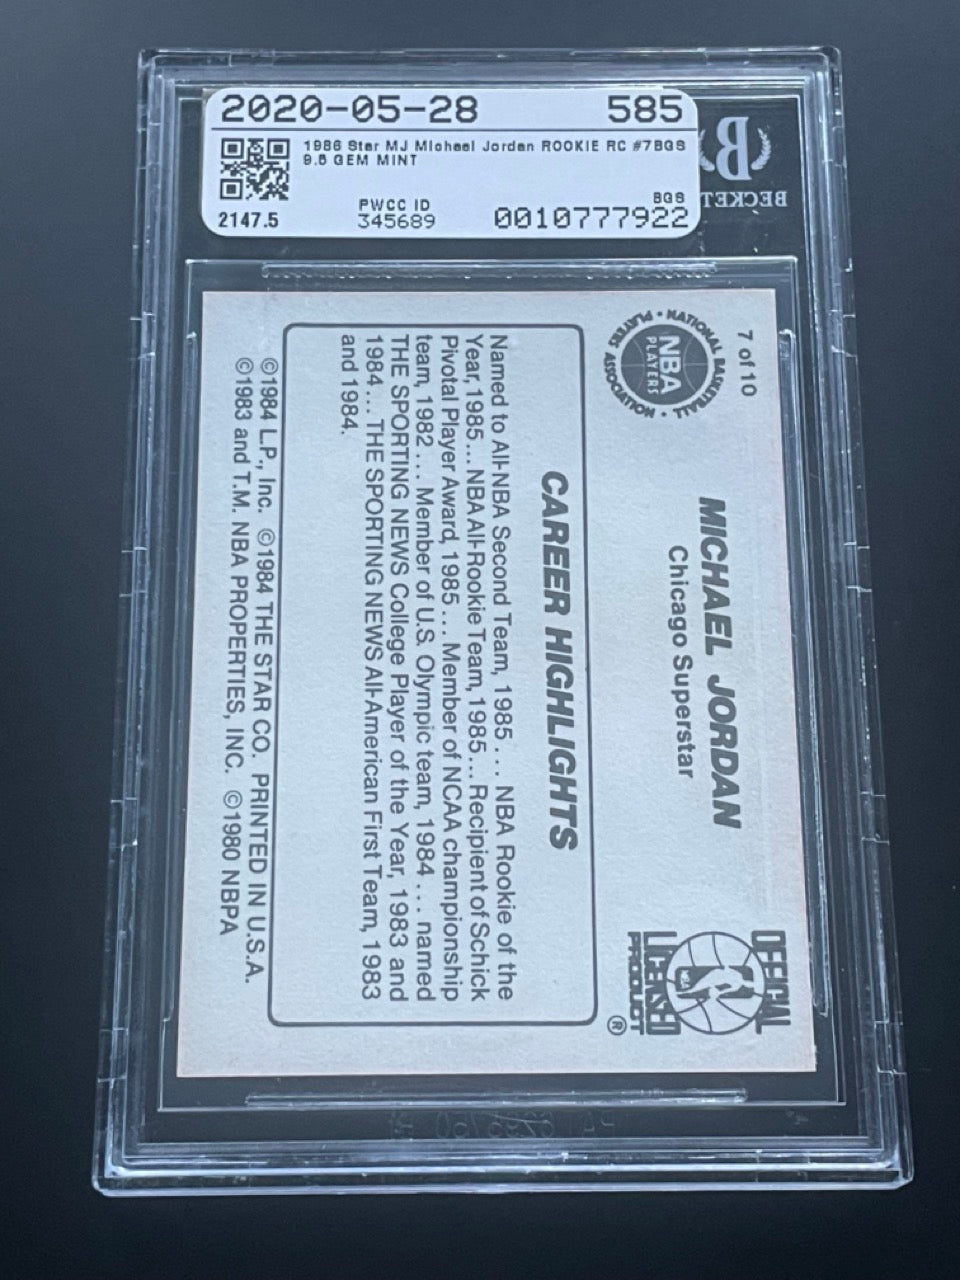 2020-05-28 585
1986 Star MJ Michael Jordan ROOKIE RC #7BGS
9.5 GEM MINT
2147.5
PWCC ID
345689
BGS
0010777922
B
BECKETT
7 of 10
NATIONAL BASKETBALL PLAYERS ASSOCIATION
NBA
PLAYERS
MICHAEL JORDAN
Chicago Superstar
OFFICIAL
LICENSED
PRODUCT
®
CAREER HIGHLIGHTS
Named to All-NBA Second Team, 1985 . . . NBA Rookie of the
Year, 1985 . . . NBA All-Rookie Team, 1985 . . . Recipient of Schick
Pivotal Player Award, 1985 . . . Member of NCAA championship
team, 1982 . . . Member of U.S. Olympic team, 1984 . . . named
THE SPORTING NEWS College Player of the Year, 1983 and
1984 . . . THE SPORTING NEWS All-American First Team, 1983
and 1984.
©1984 L.P., Inc. ©1984 THE STAR CO. PRINTED IN U.S.A.
©1983 and T.M. NBA PROPERTIES, INC. ©1980 NBPA